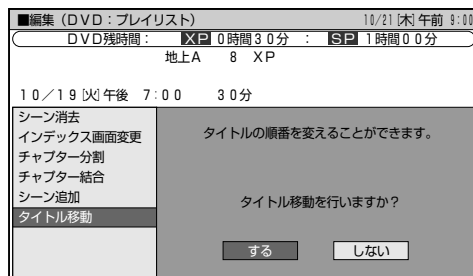 ■編集（DVD：プレイリスト） 10/21［木］午前 9:00
DVD残時間： XP 0時間30分 ： SP 1時間00分
地上A 8 XP
10／19［火］午後 7：00 30分
シーン消去
インデックス画面変更
チャプター分割
チャプター結合
シーン追加
タイトル移動
タイトルの順番を変えることができます。
タイトル移動を行いますか？
する しない